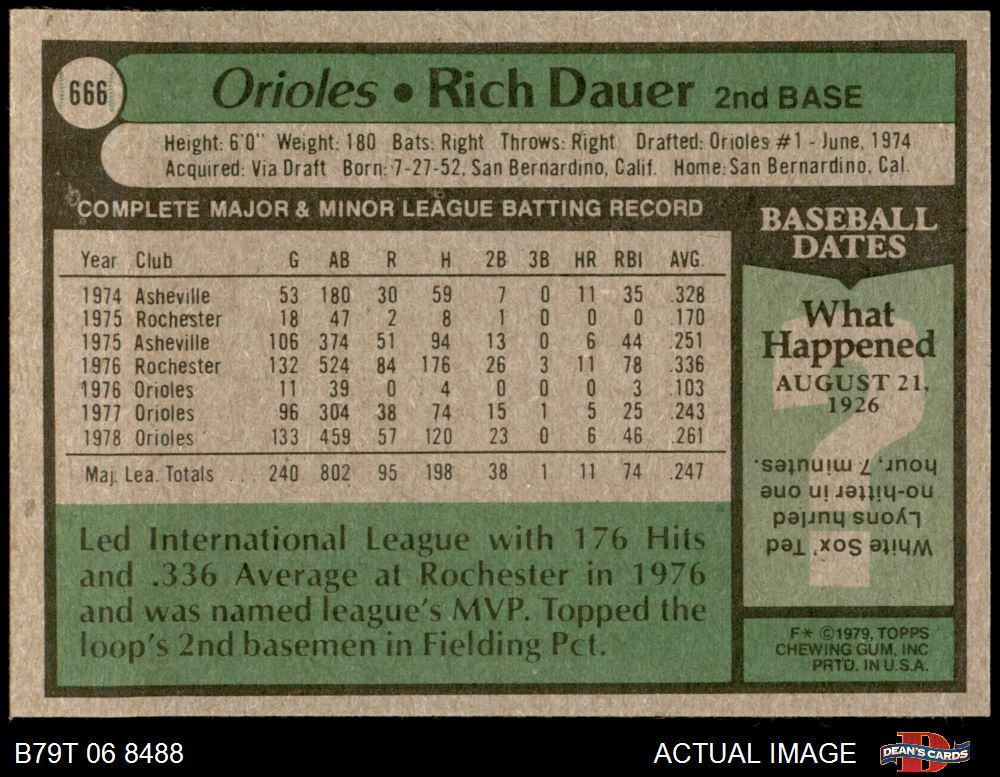 666
Orioles • Rich Dauer 2nd BASE
Height: 6'0" Weight: 180 Bats: Right Throws: Right Drafted: Orioles #1 - June, 1974
Acquired: Via Draft Born: 7-27-52, San Bernardino, Calif. Home: San Bernardino, Cal.
COMPLETE MAJOR & MINOR LEAGUE BATTING RECORD
Year Club G AB R H 2B 3B HR RBI AVG.
1974 Asheville 53 180 30 59 7 0 11 35 .328
1975 Rochester 18 47 2 8 1 0 0 0 .170
1975 Asheville 106 374 51 94 13 0 6 44 .251
1976 Rochester 132 524 84 176 26 3 11 78 .336
1976 Orioles 11 39 0 4 0 0 0 3 .103
1977 Orioles 96 304 38 74 15 1 5 25 .243
1978 Orioles 133 459 57 120 23 0 6 46 .261
Maj. Lea. Totals ... 240 802 95 198 38 1 11 74 .247
Led International League with 176 Hits
and .336 Average at Rochester in 1976
and was named league's MVP. Topped the
loop's 2nd basemen in Fielding Pct.
BASEBALL
DATES
What
Happened
AUGUST 21,
1926
?
White Sox' Ted
Lyons hurled
no-hitter in one
hour, 7 minutes.
F* ©1979, TOPPS
CHEWING GUM, INC
PRTD. IN U.S.A.
B79T 06 8488
ACTUAL IMAGE
DEAN'S CARDS